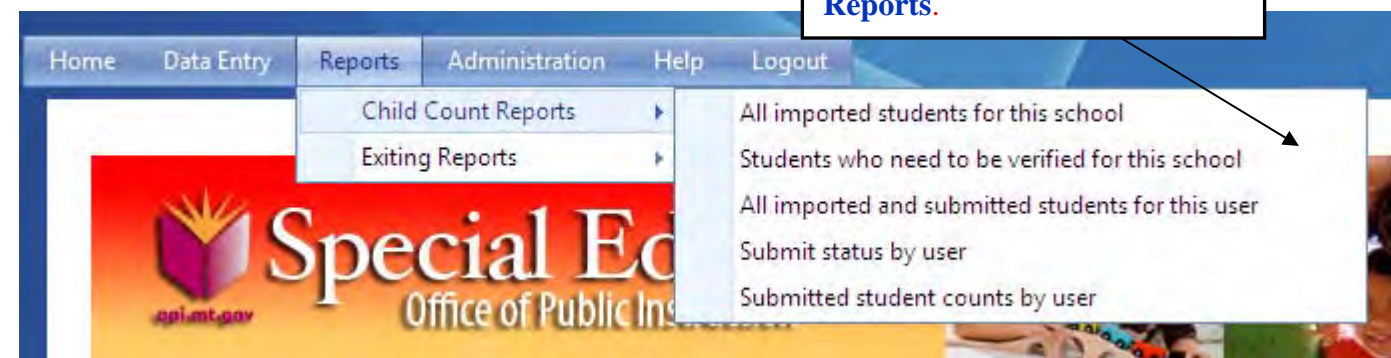 Reports.
Home Data Entry Reports Administration Help Logout
Child Count Reports
Exiting Reports
All imported students for this school
Students who need to be verified for this school
All imported and submitted students for this user
Submit status by user
Submitted student counts by user
Special Ed
Office of Public Ins
opi.mt.gov